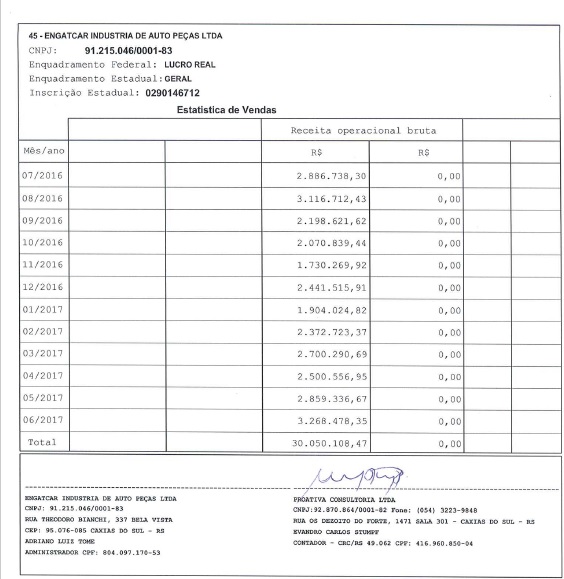 45 - ENGATCAR INDUSTRIA DE AUTO PEÇAS LTDA
CNPJ: 91.215.046/0001-83
Enquadramento Federal: LUCRO REAL
Enquadramento Estadual: GERAL
Inscrição Estadual: 0290146712
Estatistica de Vendas
Receita operacional bruta
Mês/ano R$ R$
07/2016 2.886.738,30 0,00
08/2016 3.116.712,43 0,00
09/2016 2.198.621,62 0,00
10/2016 2.070.839,44 0,00
11/2016 1.730.269,92 0,00
12/2016 2.441.515,91 0,00
01/2017 1.904.024,82 0,00
02/2017 2.372.723,37 0,00
03/2017 2.700.290,69 0,00
04/2017 2.500.556,95 0,00
05/2017 2.859.336,67 0,00
06/2017 3.268.478,35 0,00
Total 30.050.108,47 0,00
ENGATCAR INDUSTRIA DE AUTO PEÇAS LTDA
CNPJ: 91.215.046/0001-83
RUA THEODORO BIANCHI, 337 BELA VISTA
CEP: 95.076-085 CAXIAS DO SUL - RS
ADRIANO LUIZ TOME
ADMINISTRADOR CPF: 804.097.170-53
PROATIVA CONSULTORIA LTDA
CNPJ:92.870.864/0001-82 Fone: (054) 3223-9848
RUA OS DEZOITO DO FORTE, 1471 SALA 301 - CAXIAS DO SUL - RS
EVANDRO CARLOS STUMPF
CONTADOR - CRC/RS 49.062 CPF: 416.960.850-04